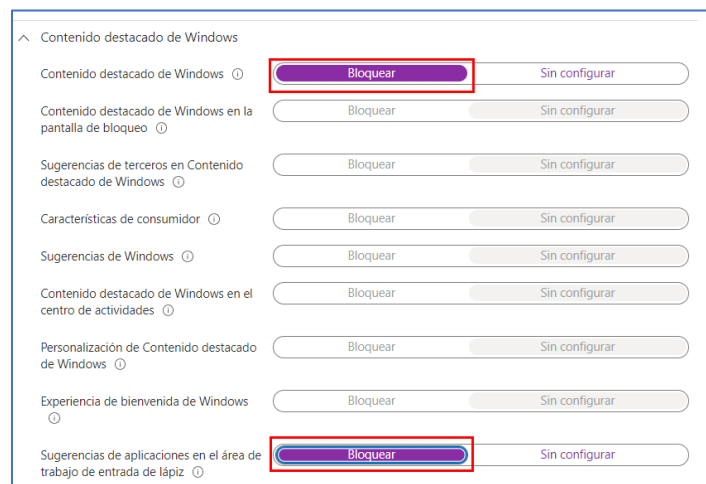 Contenido destacado de Windows
Contenido destacado de Windows Bloquear Sin configurar
Contenido destacado de Windows en la Bloquear Sin configurar
pantalla de bloqueo
Sugerencias de terceros en Contenido Bloquear Sin configurar
destacado de Windows
Características de consumidor Bloquear Sin configurar
Sugerencias de Windows Bloquear Sin configurar
Contenido destacado de Windows en el Bloquear Sin configurar
centro de actividades
Personalización de Contenido destacado Bloquear Sin configurar
de Windows
Experiencia de bienvenida de Windows Bloquear Sin configurar
Sugerencias de aplicaciones en el área de Bloquear Sin configurar
trabajo de entrada de lápiz